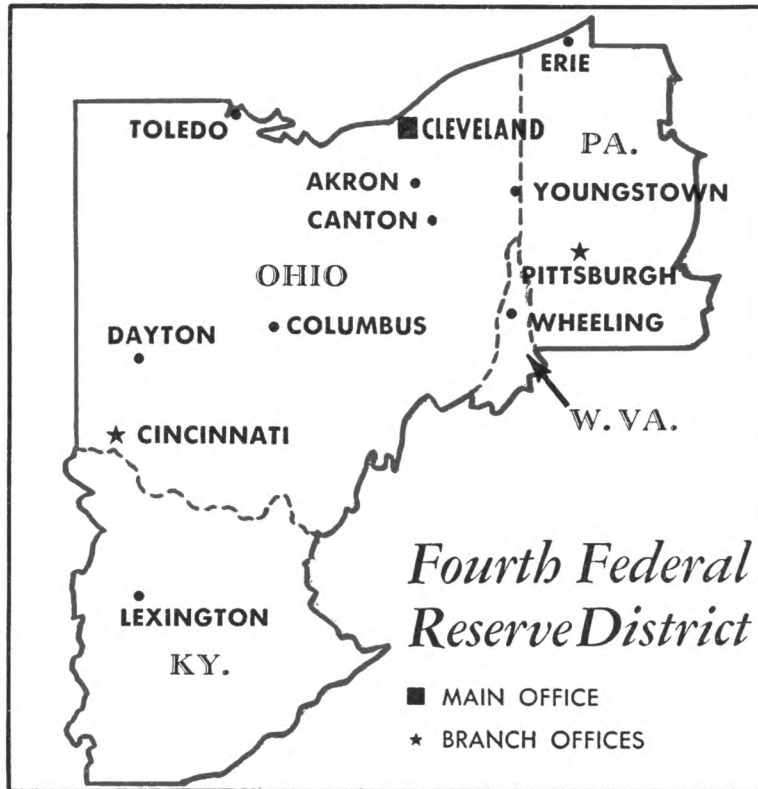 ERIE
TOLEDO
CLEVELAND
PA.
AKRON
YOUNGSTOWN
CANTON
OHIO
PITTSBURGH
DAYTON
COLUMBUS
WHEELING
W. VA.
CINCINNATI
Fourth Federal
Reserve District
LEXINGTON
KY.
MAIN OFFICE
BRANCH OFFICES